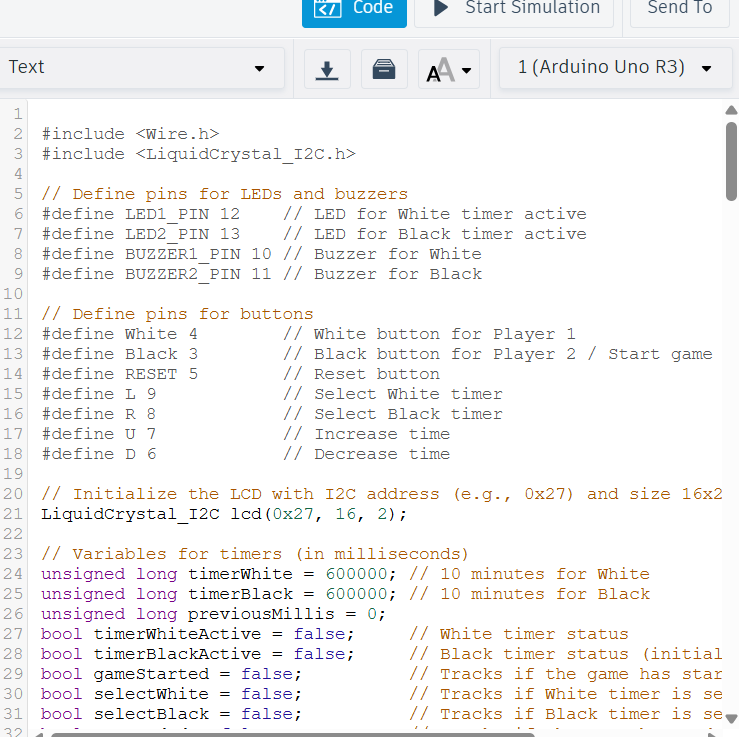 Code
Start Simulation
Send To
Text
1 (Arduino Uno R3)
1
2 #include <Wire.h>
3 #include <LiquidCrystal_I2C.h>
4
5 // Define pins for LEDs and buzzers
6 #define LED1_PIN 12    // LED for White timer active
7 #define LED2_PIN 13    // LED for Black timer active
8 #define BUZZER1_PIN 10 // Buzzer for White
9 #define BUZZER2_PIN 11 // Buzzer for Black
10
11 // Define pins for buttons
12 #define White 4        // White button for Player 1
13 #define Black 3        // Black button for Player 2 / Start game
14 #define RESET 5        // Reset button
15 #define L 9            // Select White timer
16 #define R 8            // Select Black timer
17 #define U 7            // Increase time
18 #define D 6            // Decrease time
19
20 // Initialize the LCD with I2C address (e.g., 0x27) and size 16x2
21 LiquidCrystal_I2C lcd(0x27, 16, 2);
22
23 // Variables for timers (in milliseconds)
24 unsigned long timerWhite = 600000; // 10 minutes for White
25 unsigned long timerBlack = 600000; // 10 minutes for Black
26 unsigned long previousMillis = 0;
27 bool timerWhiteActive = false;     // White timer status
28 bool timerBlackActive = false;     // Black timer status (initial
29 bool gameStarted = false;          // Tracks if the game has star
30 bool selectWhite = false;          // Tracks if White timer is se
31 bool selectBlack = false;          // Tracks if Black timer is se
32